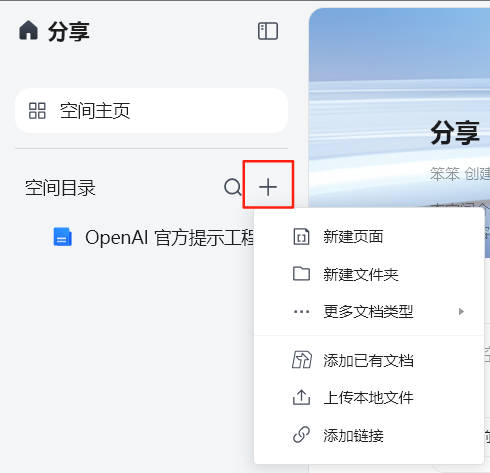 分享
空间主页
分享
笨笨 创建
空间目录
OpenAI 官方提示工程
新建页面
新建文件夹
更多文档类型
添加已有文档
上传本地文件
添加链接